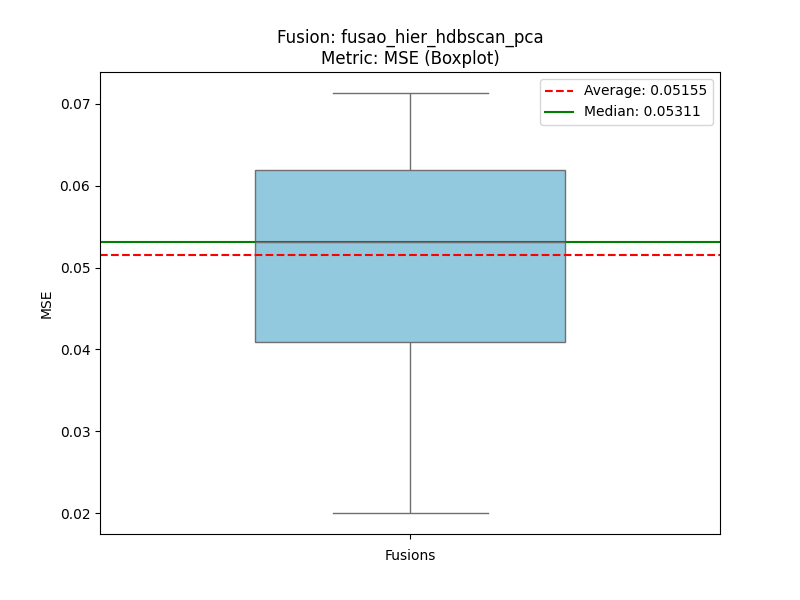 Fusion: fusao_hier_hdbscan_pca
Metric: MSE (Boxplot)
Average: 0.05155
Median: 0.05311
0.07
0.06
0.05
0.04
0.03
0.02
MSE
Fusions